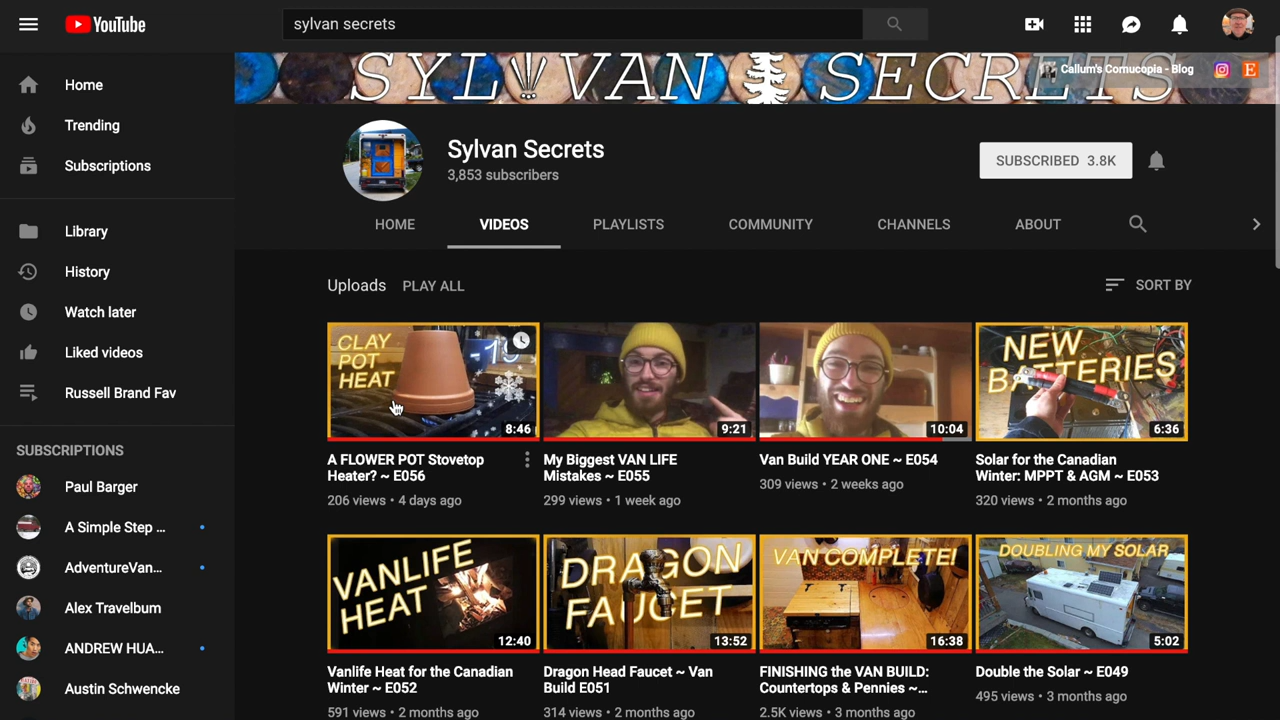 YouTube
sylvan secrets
Home
Trending
Subscriptions
Library
History
Watch later
Liked videos
Russell Brand Fav
SUBSCRIPTIONS
Paul Barger
A Simple Step ...
AdventureVan...
Alex Travelbum
ANDREW HUA...
Austin Schwencke
SYLVAN SECRETS
Callum's Cornucopia - Blog
Sylvan Secrets
3,853 subscribers
SUBSCRIBED 3.8K
HOME VIDEOS PLAYLISTS COMMUNITY CHANNELS ABOUT
Uploads PLAY ALL SORT BY
CLAY
POT
HEAT
8:46
A FLOWER POT Stovetop
Heater? ~ E056
206 views • 4 days ago
9:21
My Biggest VAN LIFE
Mistakes ~ E055
299 views • 1 week ago
10:04
Van Build YEAR ONE ~ E054
309 views • 2 weeks ago
NEW
BATTERIES
6:36
Solar for the Canadian
Winter: MPPT & AGM ~ E053
320 views • 2 months ago
VANLIFE
HEAT
12:40
Vanlife Heat for the Canadian
Winter ~ E052
591 views • 2 months ago
DRAGON
FAUCET
13:52
Dragon Head Faucet ~ Van
Build E051
314 views • 2 months ago
VAN COMPLETE!
16:38
FINISHING the VAN BUILD:
Countertops & Pennies ~...
2.5K views • 3 months ago
DOUBLING MY SOLAR
5:02
Double the Solar ~ E049
495 views • 3 months ago